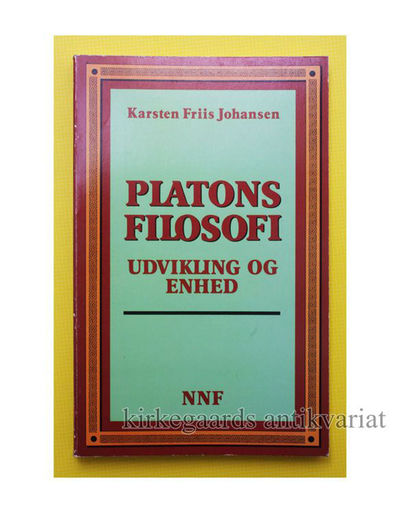 Karsten Friis Johansen
PLATONS
FILOSOFI
UDVIKLING OG
ENHED
NNF
kirkegaards antikvariat